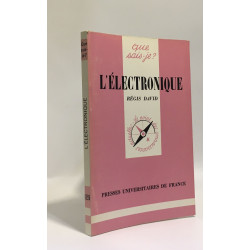 que
sais-je?
L'ÉLECTRONIQUE
RÉGIS DAVID
PRESSES UNIVERSITAIRES DE FRANCE
L'ÉLECTRONIQUE